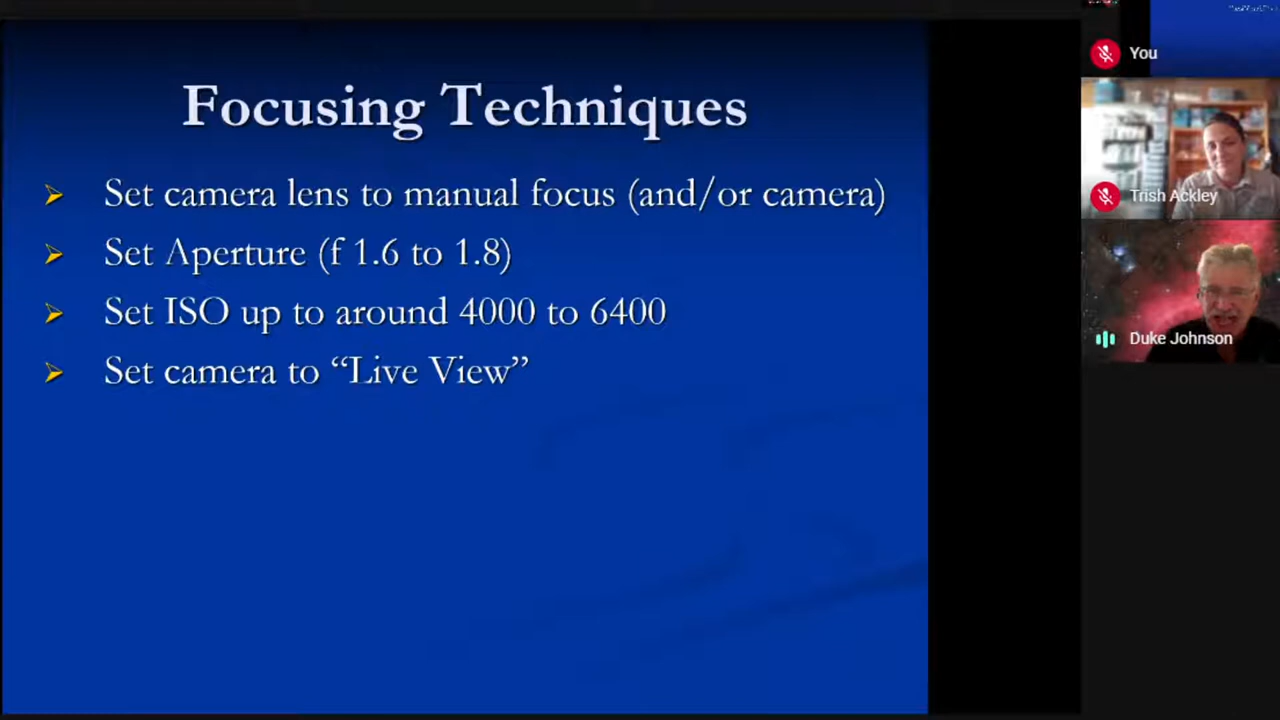 Focusing Techniques
Set camera lens to manual focus (and/or camera)
Set Aperture (f 1.6 to 1.8)
Set ISO up to around 4000 to 6400
Set camera to “Live View”
You
Trish Ackley
Duke Johnson